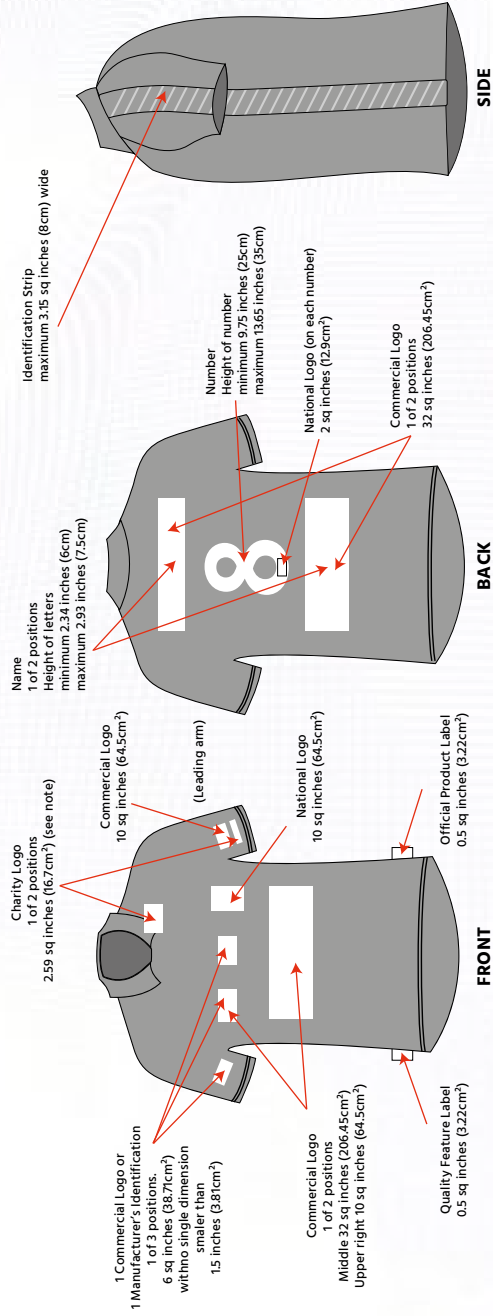 1 Commercial Logo or
1 Manufacturer's Identification
1 of 3 positions.
6 sq inches (38.71cm²)
withno single dimension
smaler than
1.5 inches (3.81cm²)
Charity Logo
1 of 2 positions
2.59 sq inches (16.7cm²) (see note)
Commercial Logo
10 sq inches (64.5cm²)
(Leading arm)
National Logo
10 sq inches (64.5cm²)
Commercial Logo
1 of 2 positions
Middle 32 sq inches (206.45cm²)
Upper right 10 sq inches (64.5cm²)
Quality Feature Label
0.5 sq inches (3.22cm²)
Official Product Label
0.5 sq inches (3.22cm²)
FRONT
Name
1 of 2 positions
Height of letters
minimum 2.34 inches (6cm)
maximum 2.93 inches (7.5cm)
8
Number
Height of number
minimum 9.75 inches (25cm)
maximum 13.65 inches (35cm)
National Logo (on each number)
2 sq inches (12.9cm²)
Commercial Logo
1 of 2 positions
32 sq inches (206.45cm²)
BACK
Identification Strip
maximum 3.15 sq inches (8cm) wide
SIDE